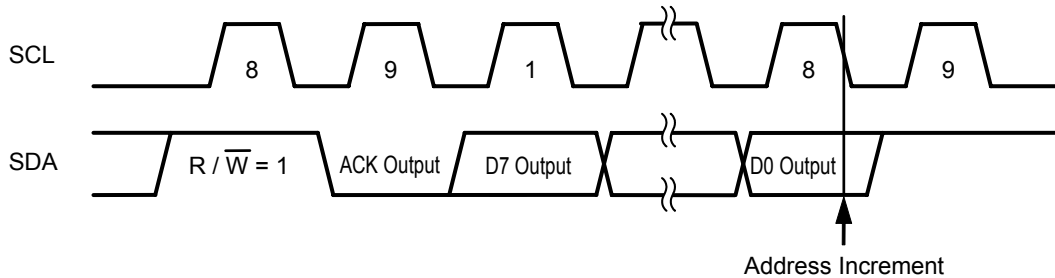 SCL
8 9 1 8 9
SDA
R / W̅ = 1 ACK Output D7 Output D0 Output
Address Increment